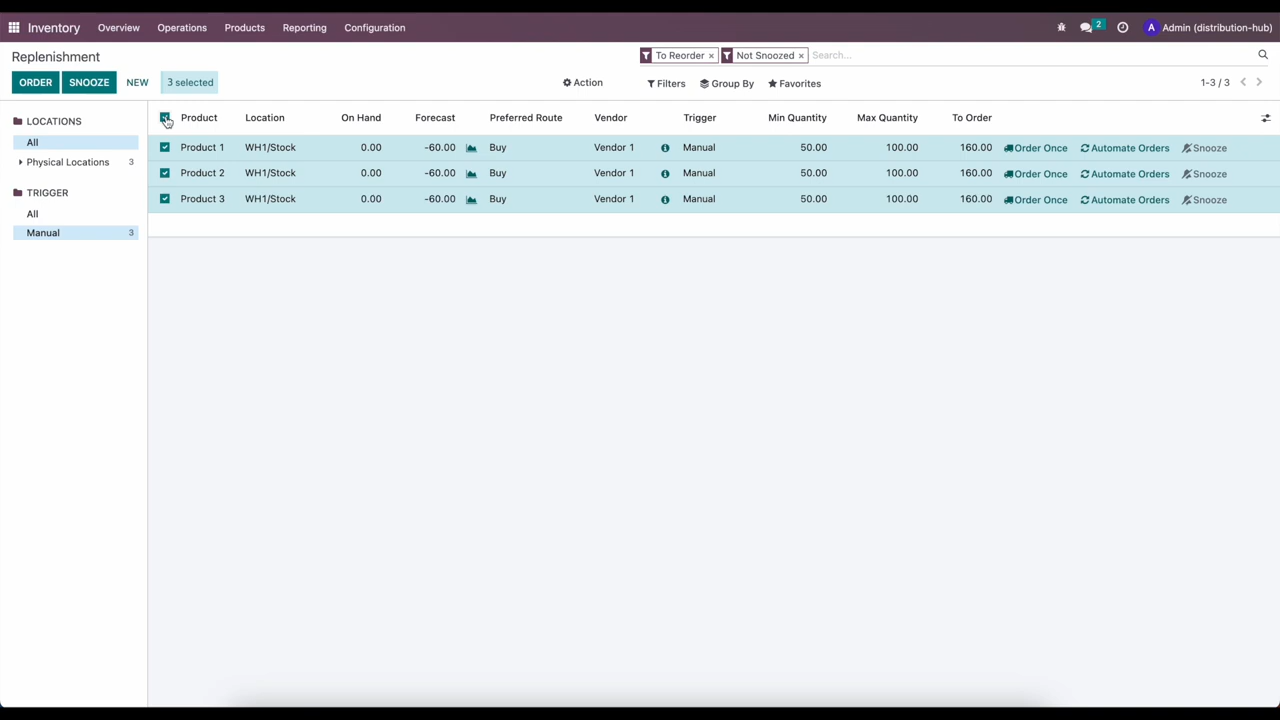 Inventory Overview Operations Products Reporting Configuration 2 A Admin (distribution-hub)
Replenishment To Reorder × Not Snoozed × Search...
ORDER SNOOZE NEW 3 selected Action Filters Group By Favorites 1-3 / 3
LOCATIONS
All
Physical Locations 3
TRIGGER
All
Manual 3
Product Location On Hand Forecast Preferred Route Vendor Trigger Min Quantity Max Quantity To Order
Product 1 WH1/Stock 0.00 -60.00 Buy Vendor 1 Manual 50.00 100.00 160.00 Order Once Automate Orders Snooze
Product 2 WH1/Stock 0.00 -60.00 Buy Vendor 1 Manual 50.00 100.00 160.00 Order Once Automate Orders Snooze
Product 3 WH1/Stock 0.00 -60.00 Buy Vendor 1 Manual 50.00 100.00 160.00 Order Once Automate Orders Snooze